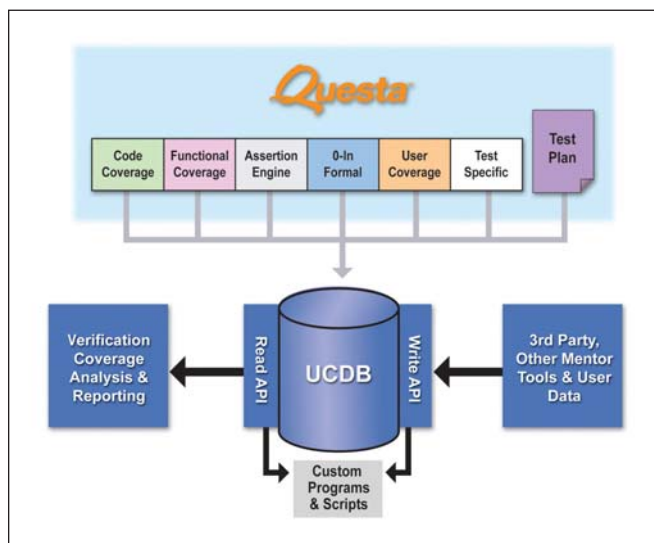 Questa
Code
Coverage
Functional
Coverage
Assertion
Engine
0-In
Formal
User
Coverage
Test
Specific
Test
Plan
Verification
Coverage
Analysis &
Reporting
Read API
UCDB
Write API
3rd Party,
Other Mentor
Tools & User
Data
Custom
Programs
& Scripts